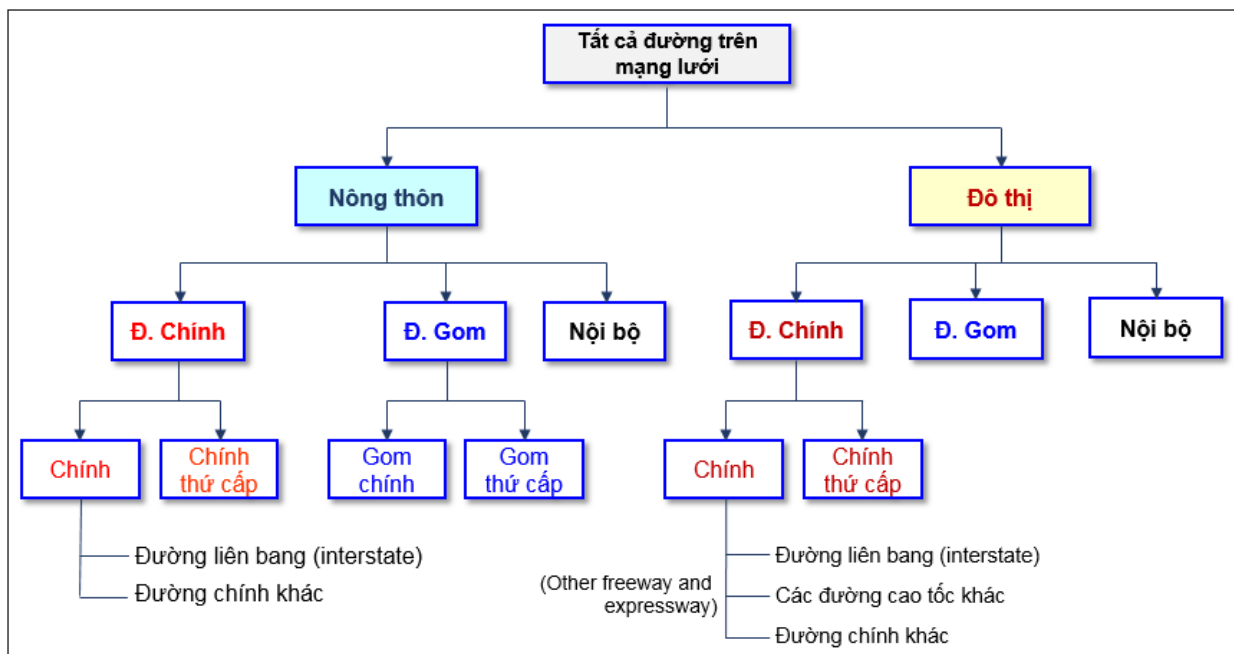 Tất cả đường trên
mạng lưới
Nông thôn
Đô thị
Đ. Chính
Đ. Gom
Nội bộ
Đ. Chính
Đ. Gom
Nội bộ
Chính
Chính
thứ cấp
Gom
chính
Gom
thứ cấp
Chính
Chính
thứ cấp
Đường liên bang (interstate)
Đường chính khác
(Other freeway and
expressway)
Đường liên bang (interstate)
Các đường cao tốc khác
Đường chính khác